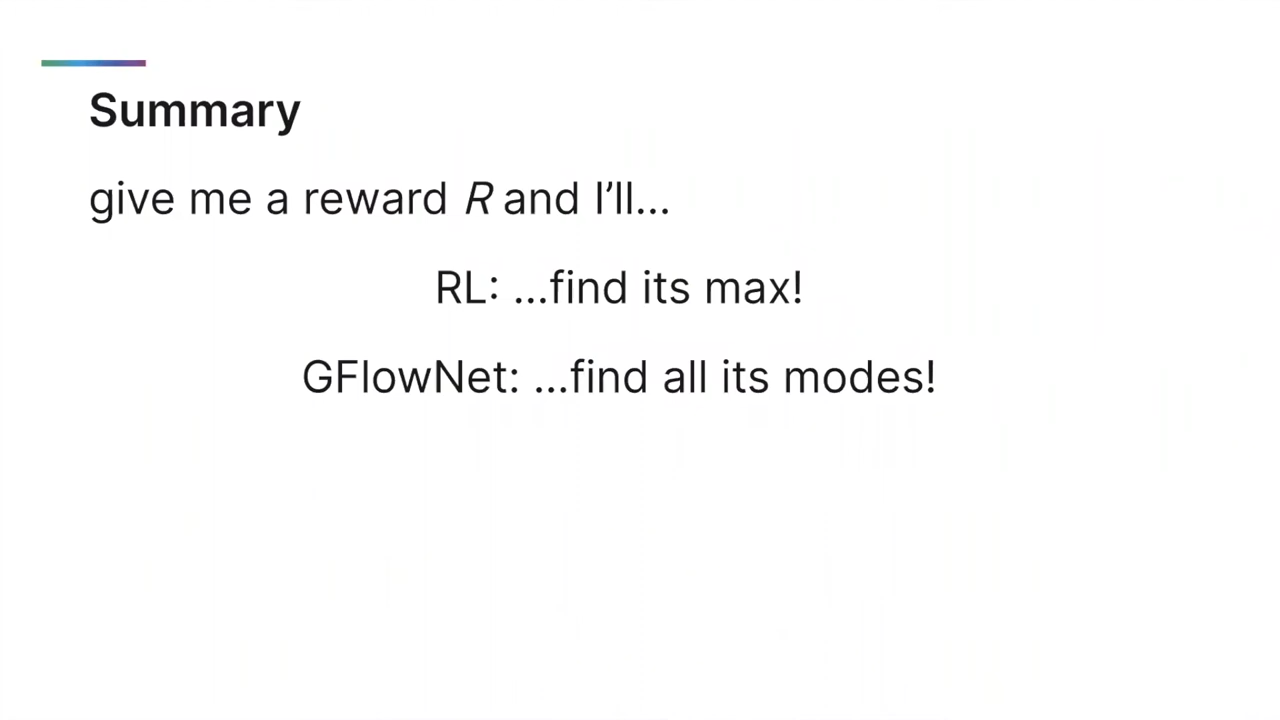 Summary
give me a reward R and I’ll...
RL: ...find its max!
GFlowNet: ...find all its modes!